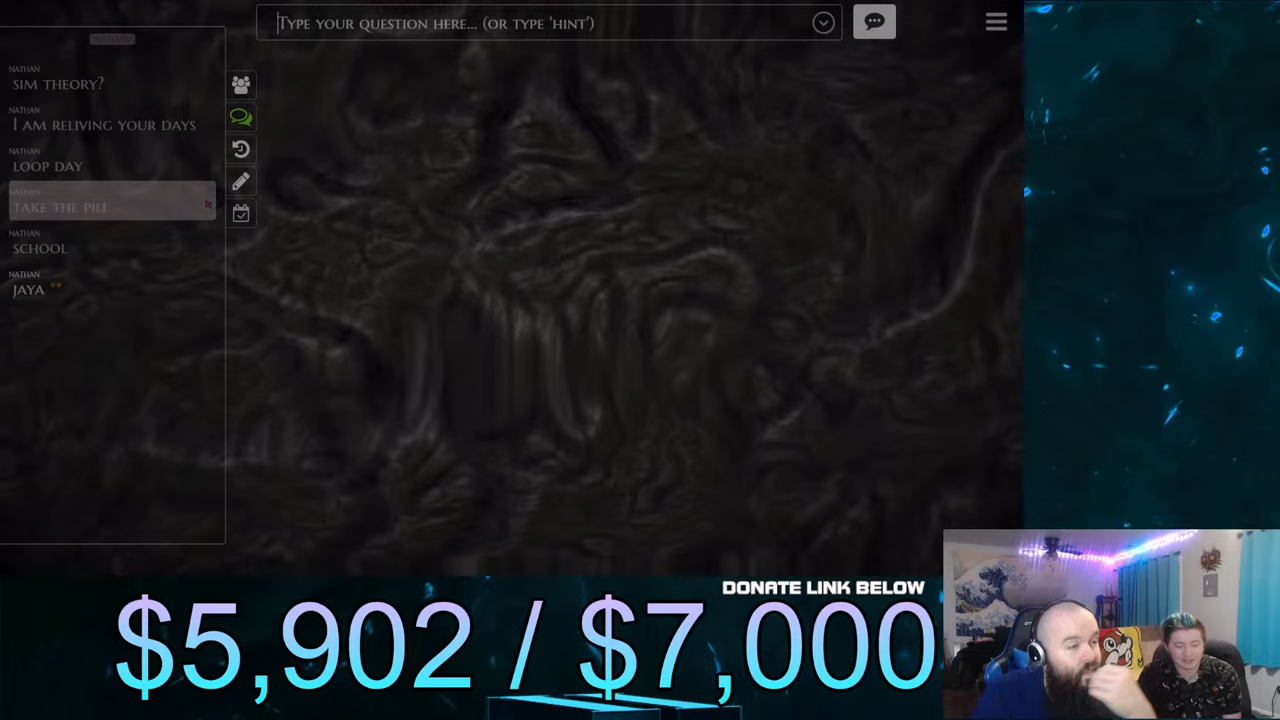 Type your question here... (or type 'hint')
NATHAN
SIM THEORY?
NATHAN
I AM RELIVING YOUR DAYS
NATHAN
LOOP DAY
NATHAN
TAKE THE PILL
NATHAN
SCHOOL
NATHAN
JAYA **
DONATE LINK BELOW
$5,902 / $7,000